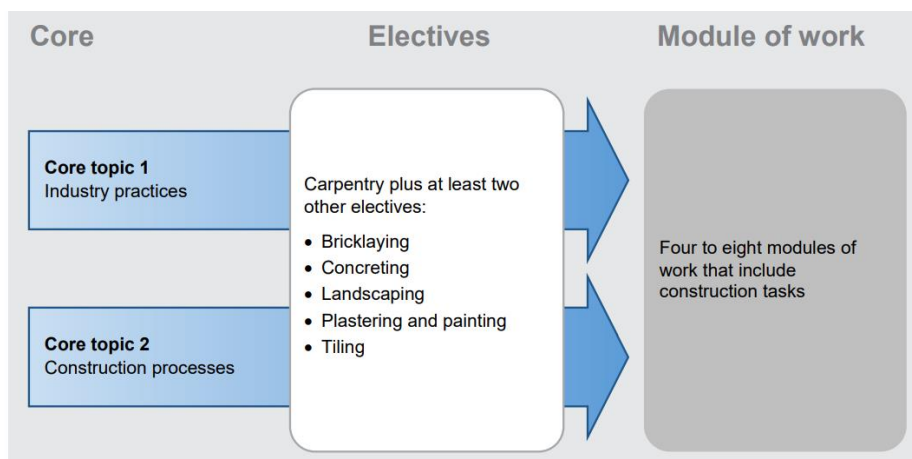 Core
Electives
Module of work
Core topic 1
Industry practices
Core topic 2
Construction processes
Carpentry plus at least two
other electives:
• Bricklaying
• Concreting
• Landscaping
• Plastering and painting
• Tiling
Four to eight modules of
work that include
construction tasks